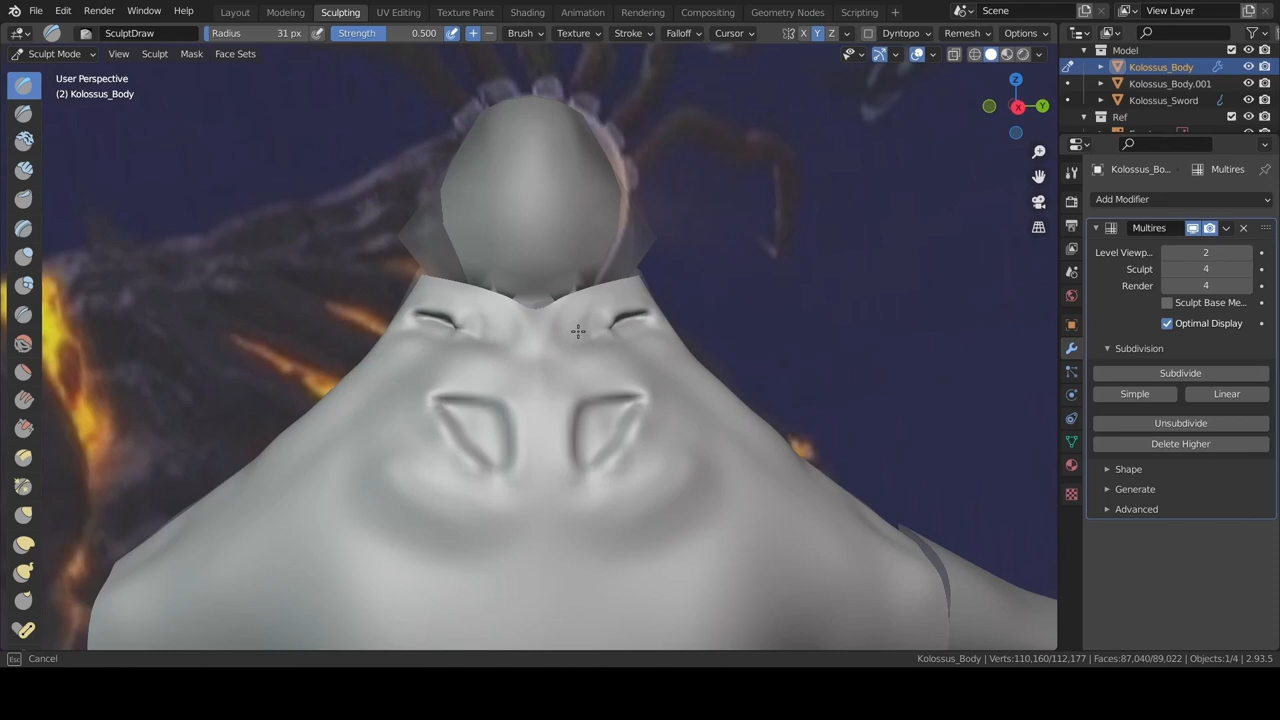 File Edit Render Window Help Layout Modeling Sculpting UV Editing Texture Paint Shading Animation Rendering Compositing Geometry Nodes Scripting + Scene View Layer
SculptDraw Radius 31 px Strength 0.500 + − Brush Texture Stroke Falloff Cursor X Y Z Dyntopo Remesh Options
Sculpt Mode View Sculpt Mask Face Sets
User Perspective
(2) Kolossus_Body
Z
X
Y
Model
Kolossus_Body
Kolossus_Body.001
Kolossus_Sword
Ref
Kolossus_Bo... Multires
Add Modifier
Multires
Level Viewp... 2
Sculpt 4
Render 4
Sculpt Base Me...
Optimal Display
Subdivision
Subdivide
Simple Linear
Unsubdivide
Delete Higher
Shape
Generate
Advanced
Esc Cancel
Kolossus_Body | Verts:110,160/112,177 | Faces:87,040/89,022 | Objects:1/4 | 2.93.5